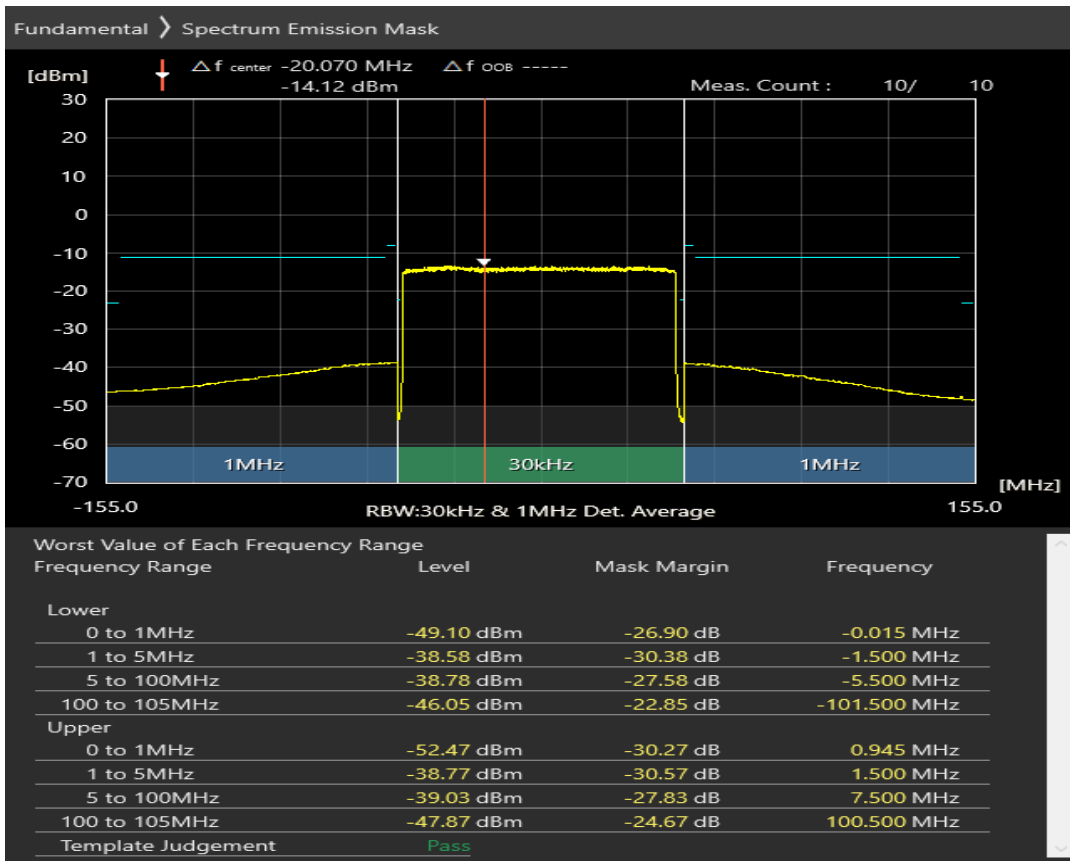 Fundamental ❯ Spectrum Emission Mask
[dBm]
Δf center -20.070 MHz Δf OOB -----
-14.12 dBm Meas. Count : 10/ 10
30
20
10
0
-10
-20
-30
-40
-50
-60
-70
1MHz 30kHz 1MHz
[MHz]
-155.0 RBW:30kHz & 1MHz Det. Average 155.0
Worst Value of Each Frequency Range
Frequency Range Level Mask Margin Frequency
Lower
0 to 1MHz -49.10 dBm -26.90 dB -0.015 MHz
1 to 5MHz -38.58 dBm -30.38 dB -1.500 MHz
5 to 100MHz -38.78 dBm -27.58 dB -5.500 MHz
100 to 105MHz -46.05 dBm -22.85 dB -101.500 MHz
Upper
0 to 1MHz -52.47 dBm -30.27 dB 0.945 MHz
1 to 5MHz -38.77 dBm -30.57 dB 1.500 MHz
5 to 100MHz -39.03 dBm -27.83 dB 7.500 MHz
100 to 105MHz -47.87 dBm -24.67 dB 100.500 MHz
Template Judgement Pass